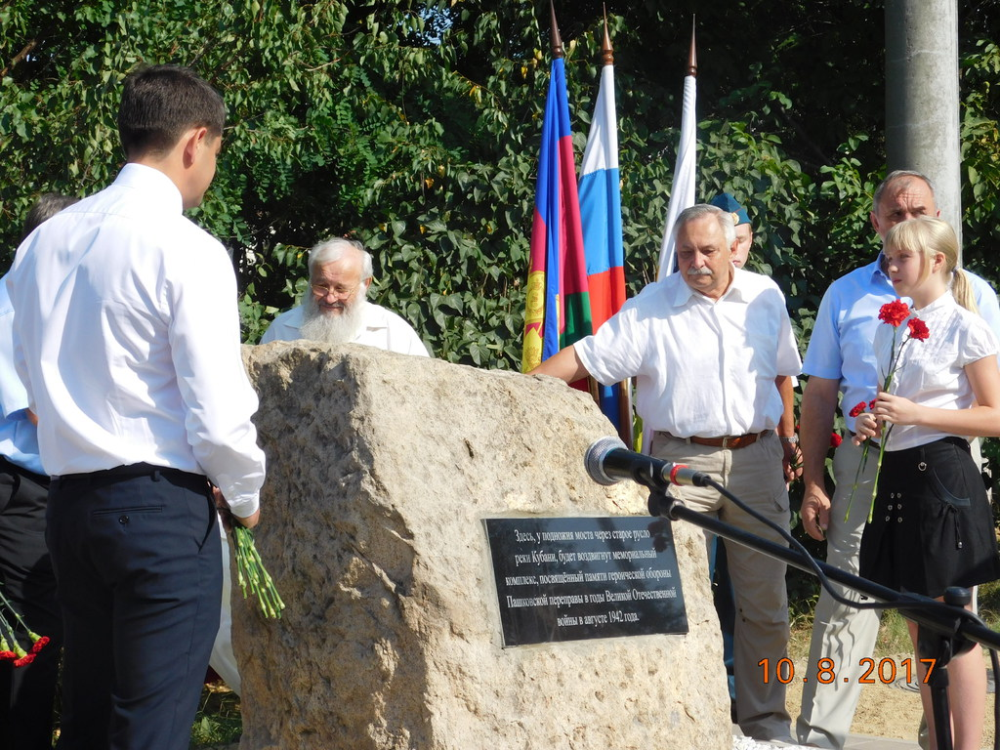 Здесь, у подножия моста через старое русло
реки Кубани, будет воздвигнут мемориальный
комплекс, посвящённый памяти героической обороны
Пашковской переправы в годы Великой Отечественной
войны в августе 1942 года.
10.8.2017